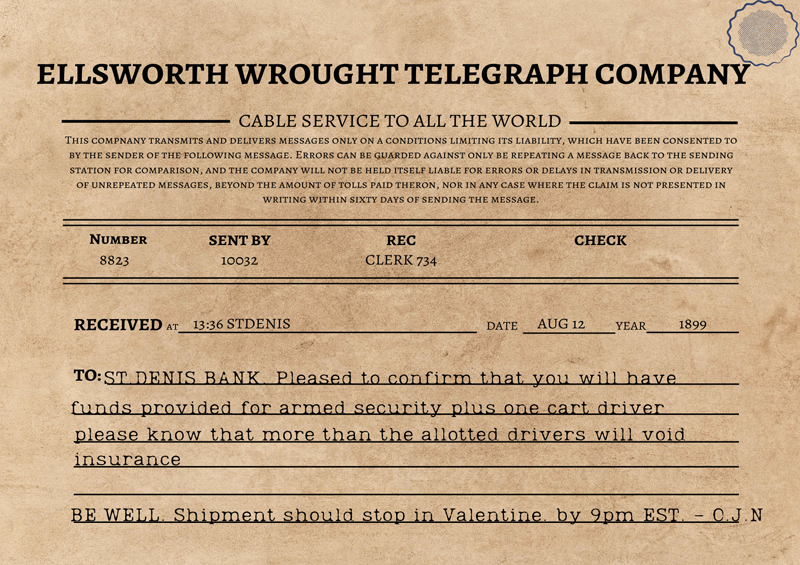 ELLSWORTH WROUGHT TELEGRAPH COMPANY
CABLE SERVICE TO ALL THE WORLD
THIS COMPNANY TRANSMITS AND DELIVERS MESSAGES ONLY ON A CONDITIONS LIMITING ITS LIABILITY, WHICH HAVE BEEN CONSENTED TO
BY THE SENDER OF THE FOLLOWING MESSAGE. ERRORS CAN BE GUARDED AGAINST ONLY BE REPEATING A MESSAGE BACK TO THE SENDING
STATION FOR COMPARISON, AND THE COMPANY WILL NOT BE HELD ITSELF LIABLE FOR ERRORS OR DELAYS IN TRANSMISSION OR DELIVERY
OF UNREPEATED MESSAGES, BEYOND THE AMOUNT OF TOLLS PAID THERON, NOR IN ANY CASE WHERE THE CLAIM IS NOT PRESENTED IN
WRITING WITHIN SIXTY DAYS OF SENDING THE MESSAGE.
NUMBER SENT BY REC CHECK
8823 10032 CLERK 734
RECEIVED AT 13:36 STDENIS DATE AUG 12 YEAR 1899
TO: ST.DENIS BANK. Pleased to confirm that you will have
funds provided for armed security plus one cart driver
please know that more than the allotted drivers will void
insurance
BE WELL. Shipment should stop in Valentine. by 9pm EST. - O.J.N